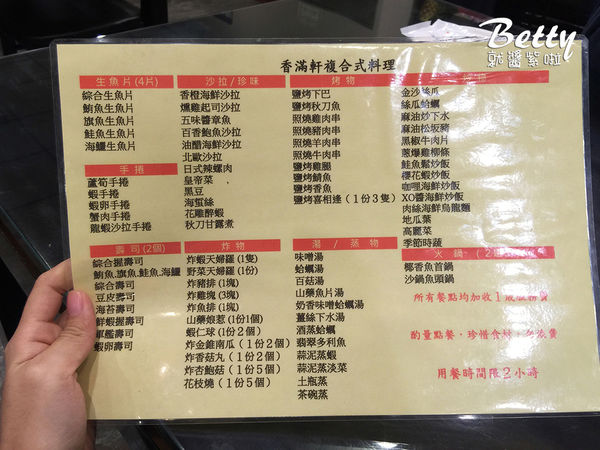 Betty
郭醬紫啦
香滿軒複合式料理
生魚片(4片)
綜合生魚片
鮪魚生魚片
旗魚生魚片
鮭魚生魚片
海鱺生魚片
手捲
蘆筍手捲
蝦手捲
蝦卵手捲
蟹肉手捲
龍蝦沙拉手捲
壽司(2個)
綜合握壽司
鮪魚,旗魚,鮭魚,海鱺
綜合壽司
豆皮壽司
海苔壽司
鮮蝦握壽司
軍艦壽司
蝦卵壽司
沙拉/珍味
香橙海鮮沙拉
燻雞起司沙拉
五味醬章魚
百香鮑魚沙拉
油醋海鮮沙拉
北歐沙拉
日式辣螺肉
皇帝菜
黑豆
海蜇絲
花雕醉蝦
秋刀甘露煮
炸物
炸蝦天婦羅(1隻)
野菜天婦羅(1份)
炸豬排(1塊)
炸雞塊(3塊)
炸魚排(1塊)
山藥娘惹(1份1個)
蝦仁球(1份2個)
炸金錐南瓜(1份2個)
炸香菇丸(1份2個)
炸杏鮑菇(1份5個)
花枝燒(1份5個)
烤物
鹽烤下巴
鹽烤秋刀魚
照燒雞肉串
照燒豬肉串
照燒羊肉串
照燒牛肉串
鹽烤雞腿
鹽烤鯖魚
鹽烤香魚
鹽烤喜相逢(1份3隻)
湯/蒸物
味噌湯
蛤蠣湯
百菇湯
山藥魚片湯
奶香味噌蛤蠣湯
薑絲下水湯
酒蒸蛤蠣
翡翠多利魚
蒜泥蒸蝦
蒜泥蒸淡菜
土瓶蒸
茶碗蒸
金沙絲瓜
絲瓜蛤蠣
麻油炒下水
麻油松坂豬
黑椒牛肉片
蔥爆雞柳條
鮭魚鬆炒飯
櫻花蝦炒飯
咖哩海鮮炒飯
XO醬海鮮炒飯
肉絲海鮮烏龍麵
地瓜葉
高麗菜
季節時蔬
火鍋
椰香魚首鍋
沙鍋魚頭鍋
所有餐點均加收1成服務費
酌量點餐,珍惜食材,勿浪費
用餐時間限2小時